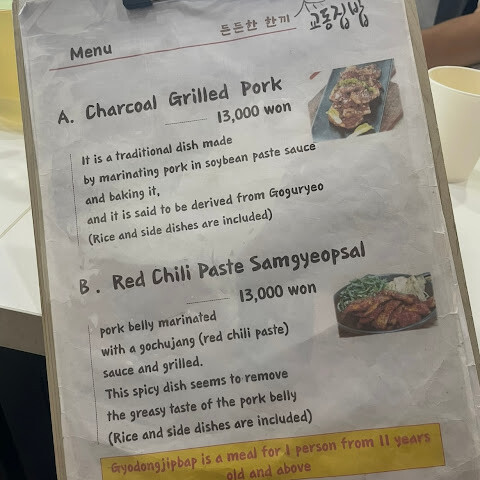 든든한 한끼 교동집밥
Menu
A. Charcoal Grilled Pork
13,000 won
It is a traditional dish made
by marinating pork in soybean paste sauce
and baking it,
and it is said to be derived from Goguryeo
(Rice and side dishes are included)
B. Red Chili Paste Samgyeopsal
13,000 won
pork belly marinated
with a gochujang (red chili paste)
sauce and grilled.
This spicy dish seems to remove
the greasy taste of the pork belly
(Rice and side dishes are included)
Gyodongjipbap is a meal for 1 person from 11 years
old and above